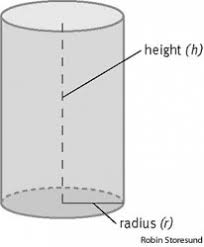 height (h)
radius (r)
Robin Storesund